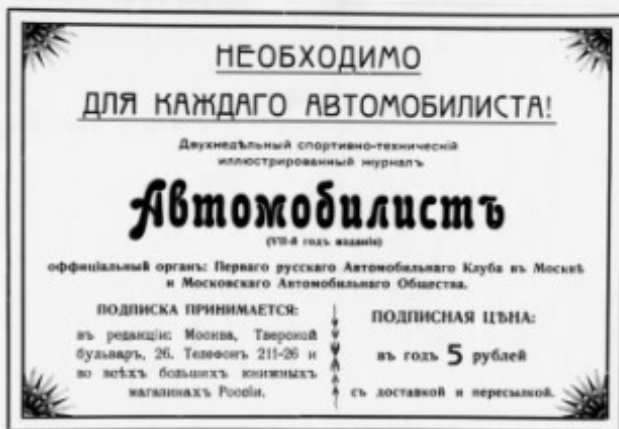 НЕОБХОДИМО
ДЛЯ КАЖДАГО АВТОМОБИЛИСТА!
Двухнедѣльный спортивно-техническій
иллюстрированный журналъ
Автомобилистъ
(VII-й годъ изданія)
оффиціальный органъ: Перваго русскаго Автомобильнаго Клуба въ Москвѣ
и Московскаго Автомобильнаго Общества.
ПОДПИСКА ПРИНИМАЕТСЯ:
въ редакціи: Москва, Тверской
бульваръ, 26. Телефонъ 211-26 и
во всѣхъ большихъ книжныхъ
магазинахъ Россіи.
ПОДПИСНАЯ ЦѢНА:
въ годъ 5 рублей
съ доставкой и пересылкой.